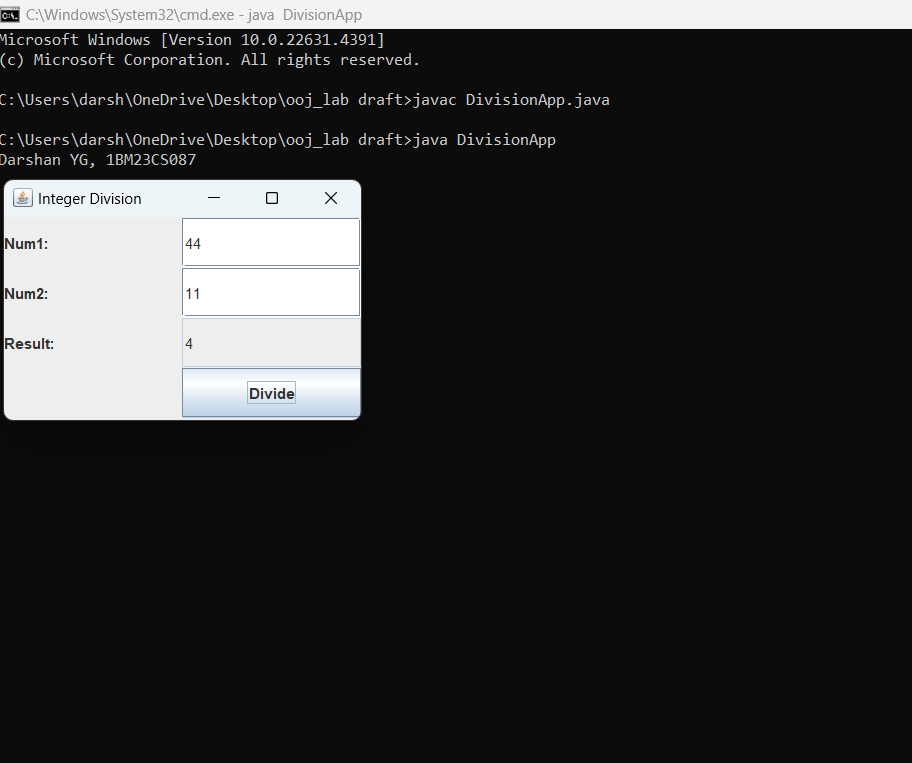 C:\Windows\System32\cmd.exe - java  DivisionApp
Microsoft Windows [Version 10.0.22631.4391]
(c) Microsoft Corporation. All rights reserved.
C:\Users\darsh\OneDrive\Desktop\ooj_lab draft>javac DivisionApp.java
C:\Users\darsh\OneDrive\Desktop\ooj_lab draft>java DivisionApp
Darshan YG, 1BM23CS087
Integer Division
Num1: 44
Num2: 11
Result: 4
Divide